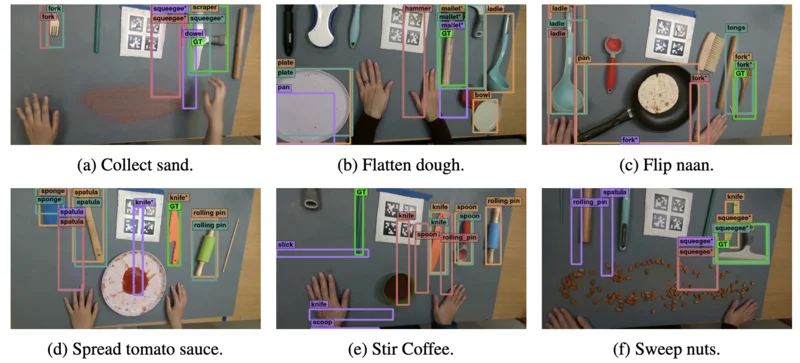 fork
fork
squeegee*
squeegee*
scraper
squeegee*
dowel
GT
(a) Collect sand.
hammer
mallet*
mallet*
mallet*
GT
ladle
plate
plate
pan
bowl
(b) Flatten dough.
ladle*
ladle
ladle
pan
tongs
fork*
fork*
fork*
GT
fork*
(c) Flip naan.
sponge
sponge
spatula
spatula
spatula
knife*
knife*
GT
rolling pin
rolling pin
(d) Spread tomato sauce.
GT
stick
knife
knife
knife
spoon
spoon
spoon
rolling_pin
rolling pin
knife
scoop
(e) Stir Coffee.
spatula
rolling_pin
knife
squeegee*
squeegee*
squeegee*
squeegee*
GT
(f) Sweep nuts.